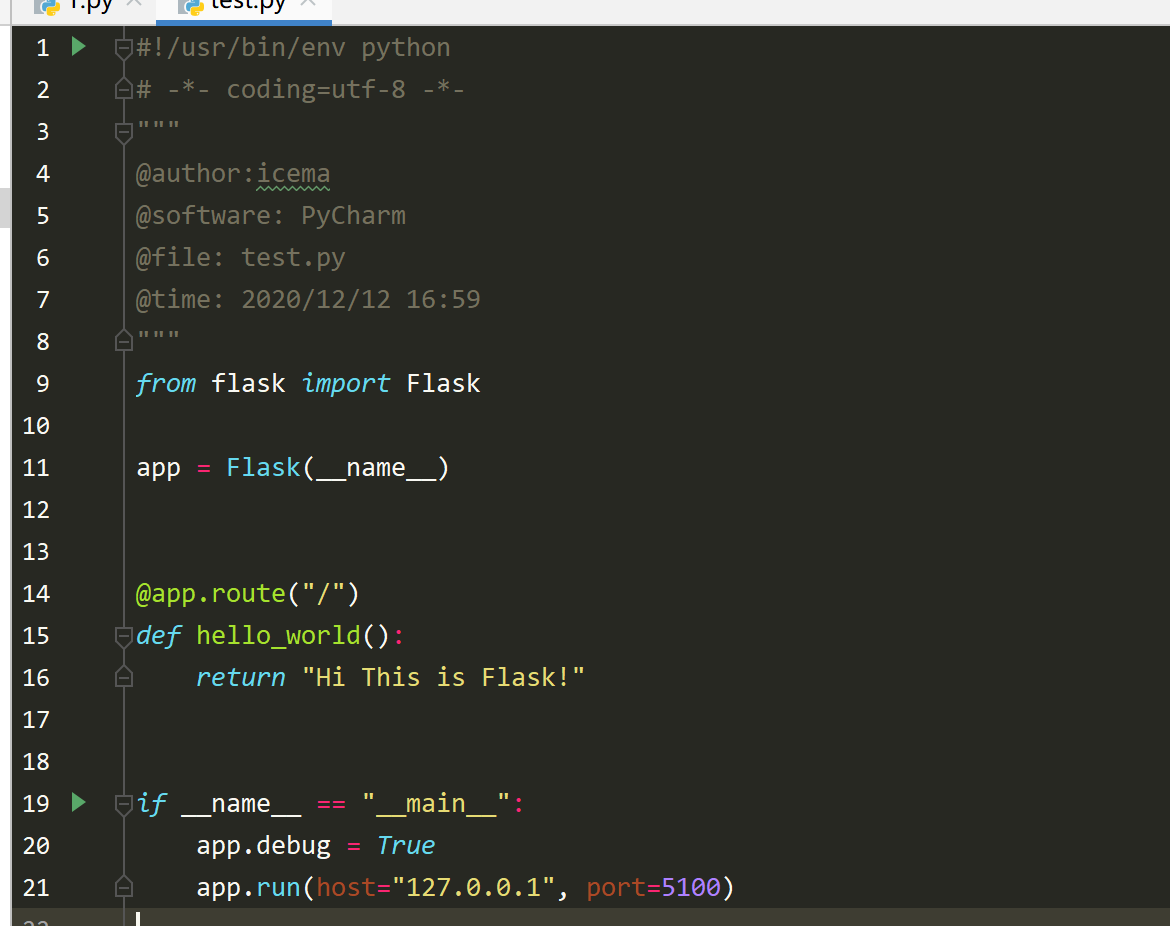 test.py
1 #!/usr/bin/env python
2 # -*- coding=utf-8 -*-
3 """
4 @author:icema
5 @software: PyCharm
6 @file: test.py
7 @time: 2020/12/12 16:59
8 """
9 from flask import Flask
10
11 app = Flask(__name__)
12
13
14 @app.route("/")
15 def hello_world():
16     return "Hi This is Flask!"
17
18
19 if __name__ == "__main__":
20     app.debug = True
21     app.run(host="127.0.0.1", port=5100)